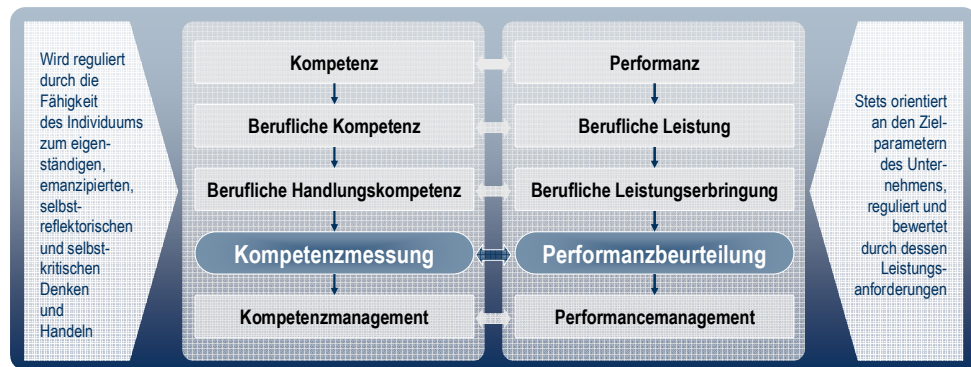 Wird reguliert
durch die
Fähigkeit
des Individuums
zum eigen-
ständigen,
emanzipierten,
selbst-
reflektorischen
und selbst-
kritischen
Denken
und
Handeln
Kompetenz
Berufliche Kompetenz
Berufliche Handlungskompetenz
Kompetenzmessung
Kompetenzmanagement
Performanz
Berufliche Leistung
Berufliche Leistungserbringung
Performanzbeurteilung
Performancemanagement
Stets orientiert
an den Ziel-
parametern
des Unter-
nehmens,
reguliert und
bewertet
durch dessen
Leistungs-
anforderungen